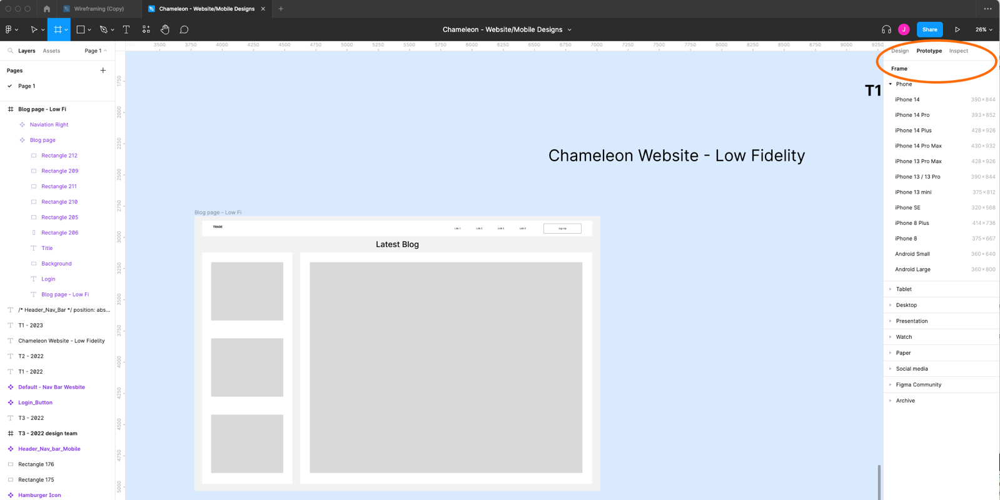 Wireframing (Copy)
Chameleon - Website/Mobile Designs
Chameleon - Website/Mobile Designs
J
Share
26%
Layers
Assets
Page 1
Pages
Page 1
Blog page - Low Fi
Naviation Right
Blog page
Rectangle 212
Rectangle 209
Rectangle 211
Rectangle 210
Rectangle 205
Rectangle 206
Title
Background
Login
Blog page - Low Fi
/* Header_Nav_Bar */ position: abs...
T1 - 2023
Chameleon Website - Low Fidelity
T2 - 2022
T1 - 2022
Default - Nav Bar Wesbite
Login_Button
T3 - 2022
T3 - 2022 design team
Header_Nav_bar_Mobile
Rectangle 176
Rectangle 175
Hamburger Icon
3500 3750 4000 4250 4500 4750 5000 5250 5500 5750 6000 6250 6500 6750 7000 7250 7500 7750 8000 8250 8500 8750 9000 9250
1750
2000
2250
2500
2750
3000
3250
3500
3750
4000
4250
4500
4750
5000
T1
Chameleon Website - Low Fidelity
Blog page - Low Fi
TRADE
Link 1
Link 2
Link 3
Link 4
Sign Up
Latest Blog
Design
Prototype
Inspect
Frame
Phone
iPhone 14 390×844
iPhone 14 Pro 393×852
iPhone 14 Plus 428×926
iPhone 14 Pro Max 430×932
iPhone 13 Pro Max 428×926
iPhone 13 / 13 Pro 390×844
iPhone 13 mini 375×812
iPhone SE 320×568
iPhone 8 Plus 414×736
iPhone 8 375×667
Android Small 360×640
Android Large 360×800
Tablet
Desktop
Presentation
Watch
Paper
Social media
Figma Community
Archive